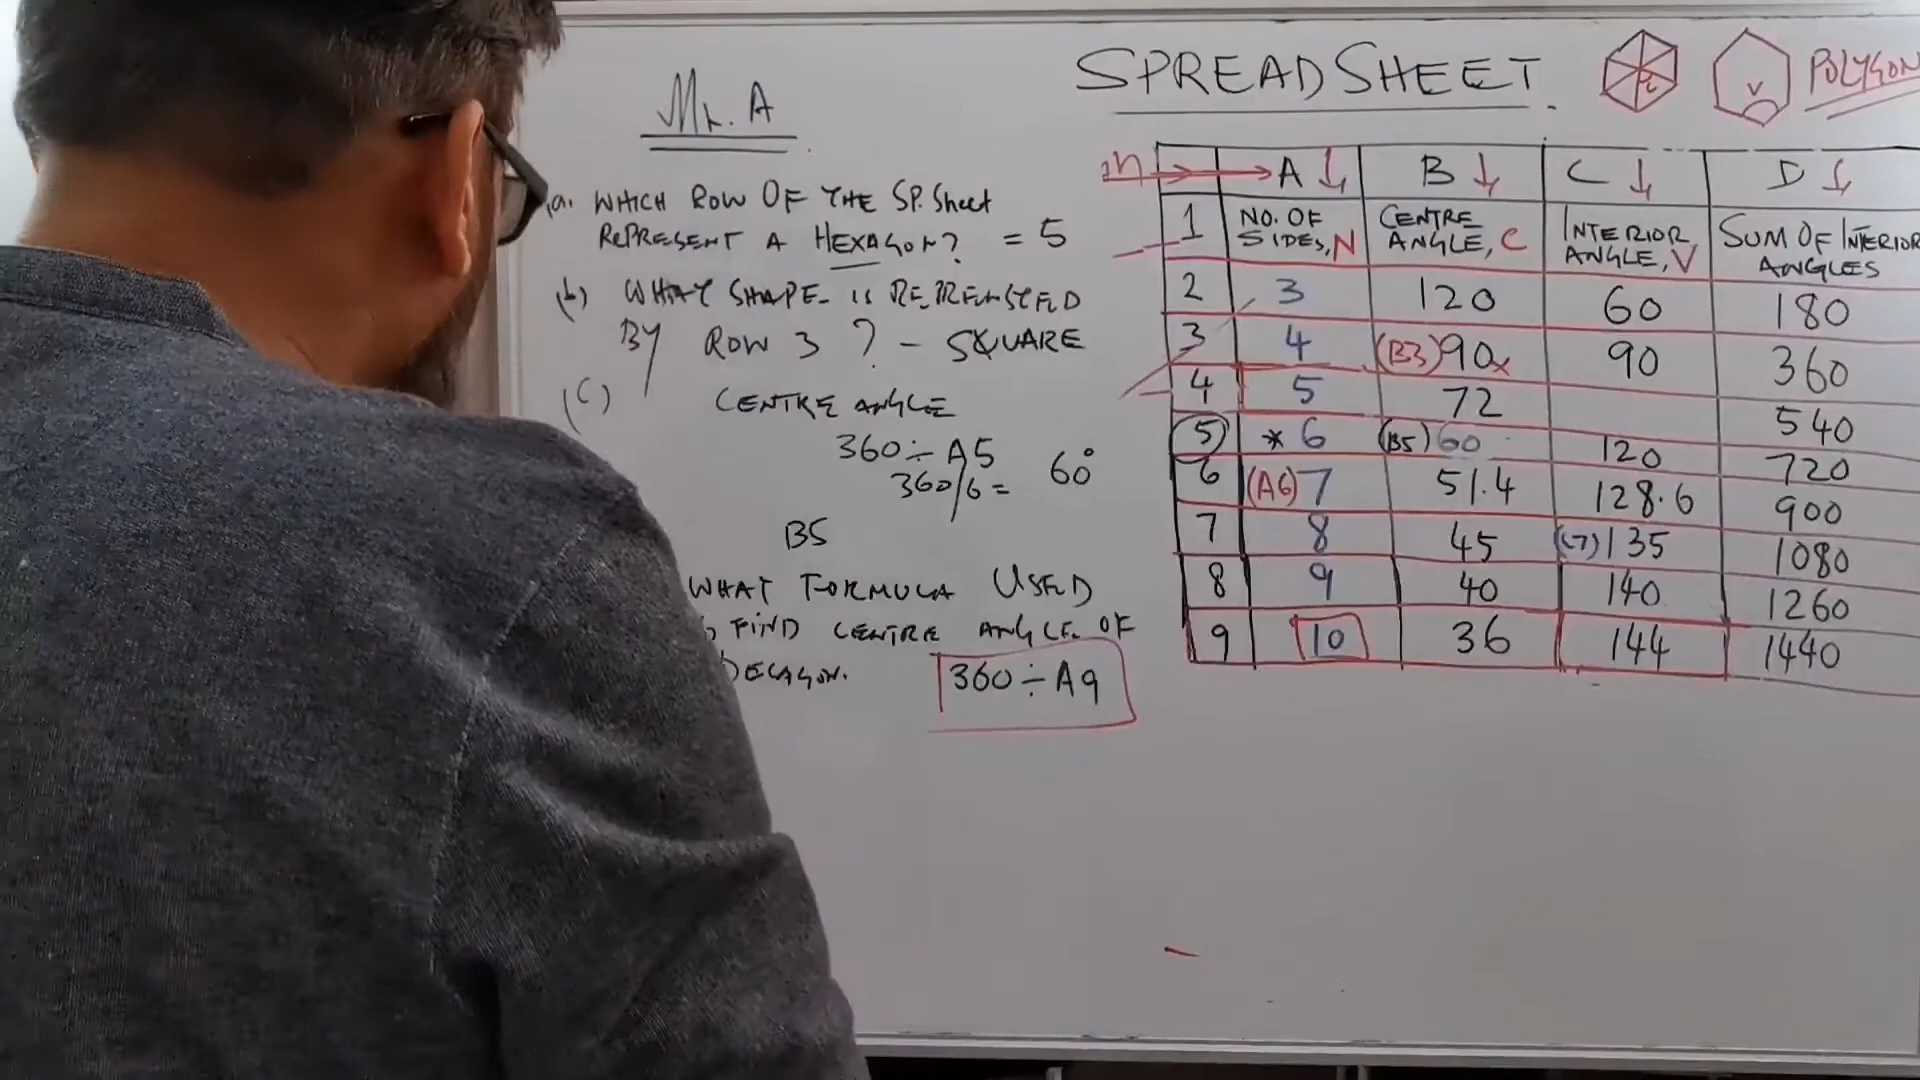 Mr. A
a. WHICH ROW OF THE SP. Sheet
REPRESENT A HEXAGON? = 5
(b) WHAT SHAPE IS
BY ROW 3 ? - SQUARE
(C)
CENTRE ANGLE
360 ÷ A5
360/6 = 60°
B5
WHAT FORMULA USED
FIND CENTRE ANGLE OF
DECAGON. 360 ÷ A9
SPREADSHEET
C
V
POLYGON
A ↓ B ↓ C ↓ D ↓
1 NO. OF SIDES, N CENTRE ANGLE, C INTERIOR ANGLE, V SUM OF INTERIOR ANGLES
2 3 120 60 180
3 4 (B3) 90 90 360
4 5 72 540
5 * 6 (B5) 60 120 720
6 (A6) 7 51.4 128.6 900
7 8 45 (C7) 135 1080
8 9 40 140 1260
9 10 36 144 1440